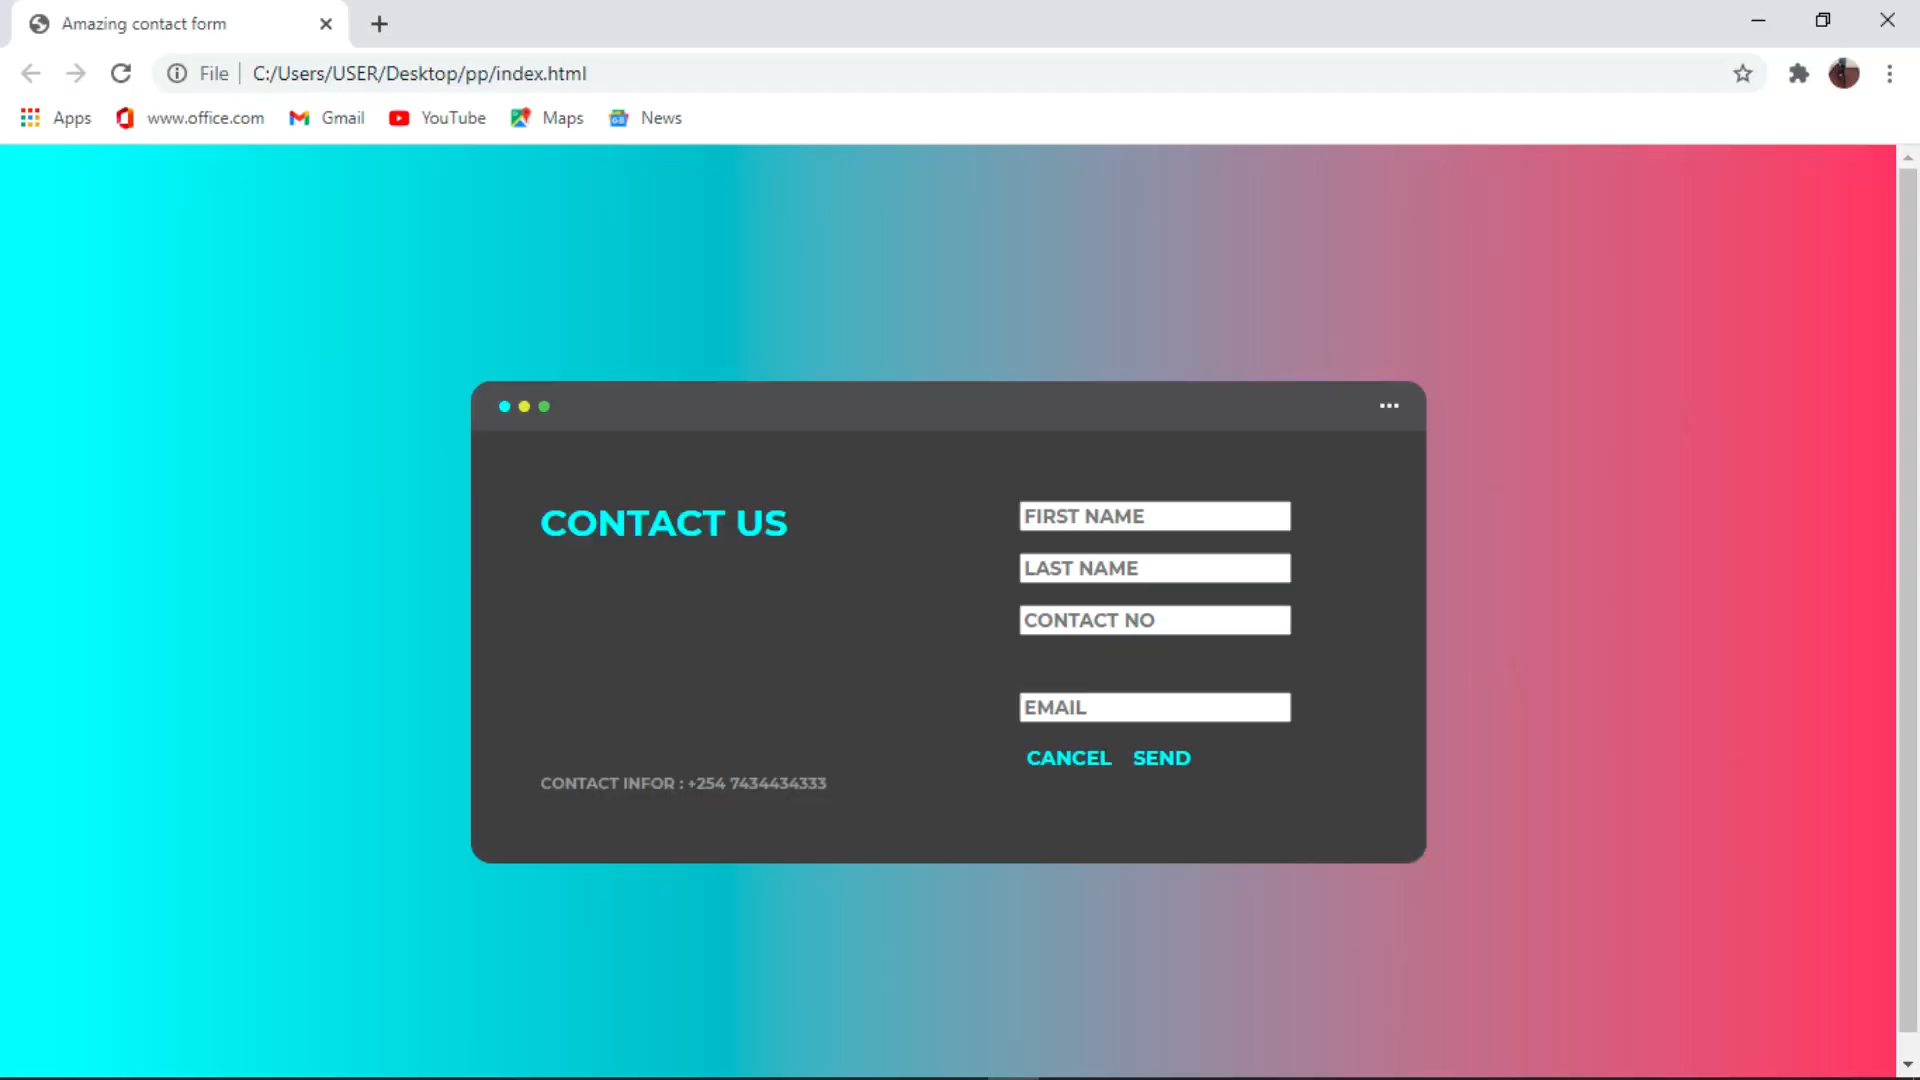 Amazing contact form
File C:/Users/USER/Desktop/pp/index.html
Apps www.office.com Gmail YouTube Maps News
CONTACT US
FIRST NAME
LAST NAME
CONTACT NO
EMAIL
CANCEL SEND
CONTACT INFOR : +254 7434434333